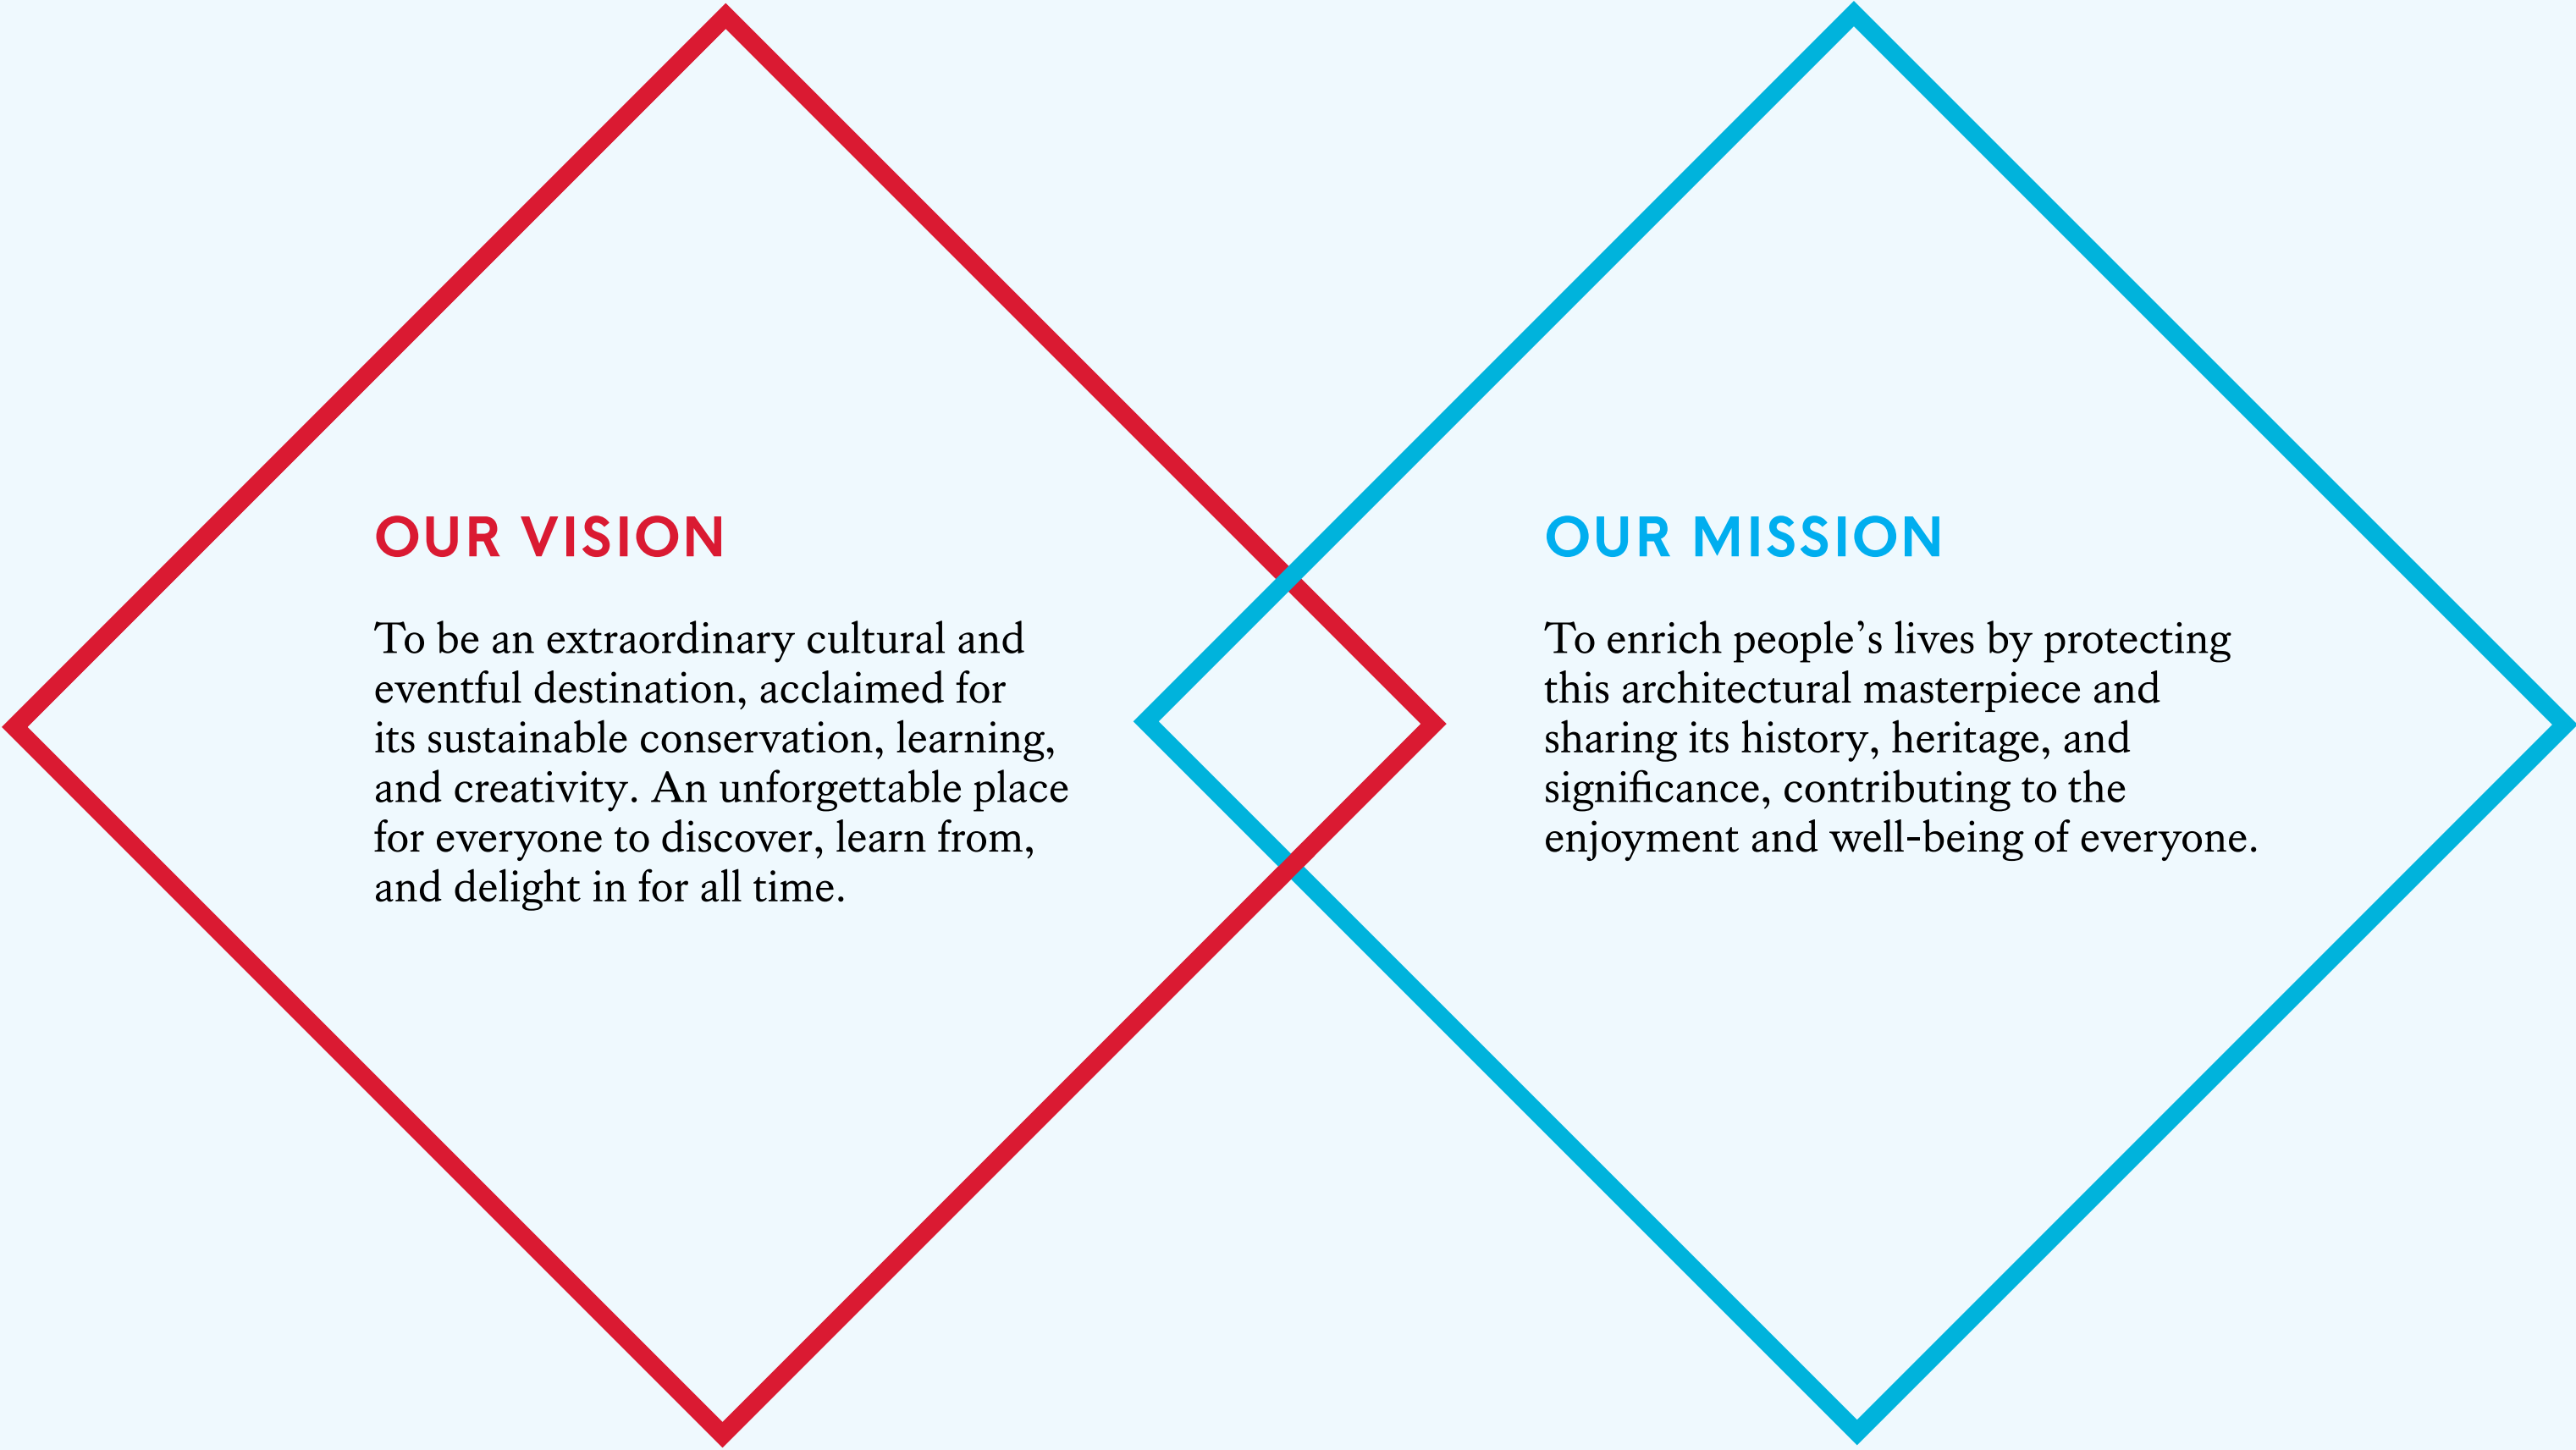 OUR VISION
To be an extraordinary cultural and
eventful destination, acclaimed for
its sustainable conservation, learning,
and creativity. An unforgettable place
for everyone to discover, learn from,
and delight in for all time.
OUR MISSION
To enrich people’s lives by protecting
this architectural masterpiece and
sharing its history, heritage, and
significance, contributing to the
enjoyment and well-being of everyone.